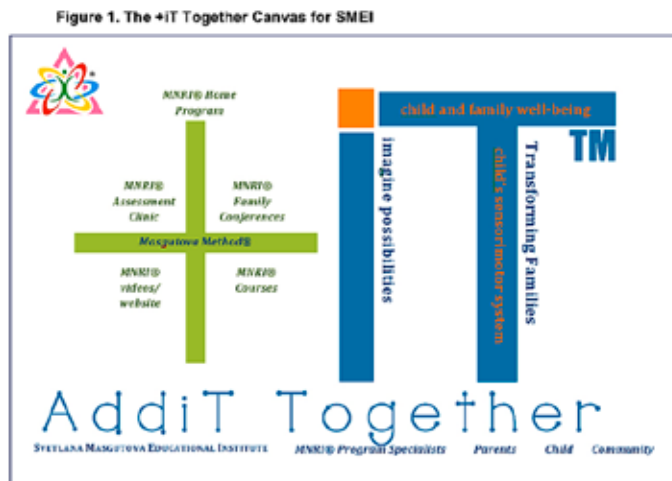 Figure 1. The +iT Together Canvas for SMEI
MNRI® Home
Program
MNRI®
Assessment
Clinic
MNRI®
Family
Conferences
Masgutova Method®
MNRI®
videos/
website
MNRI®
Courses
child and family well-being
TM
imagine possibilities
child's sensorimotor system
Transforming Families
AddiT Together
SVETLANA MASGUTOVA EDUCATIONAL INSTITUTE
MNRI® Program Specialists Parents Child Community